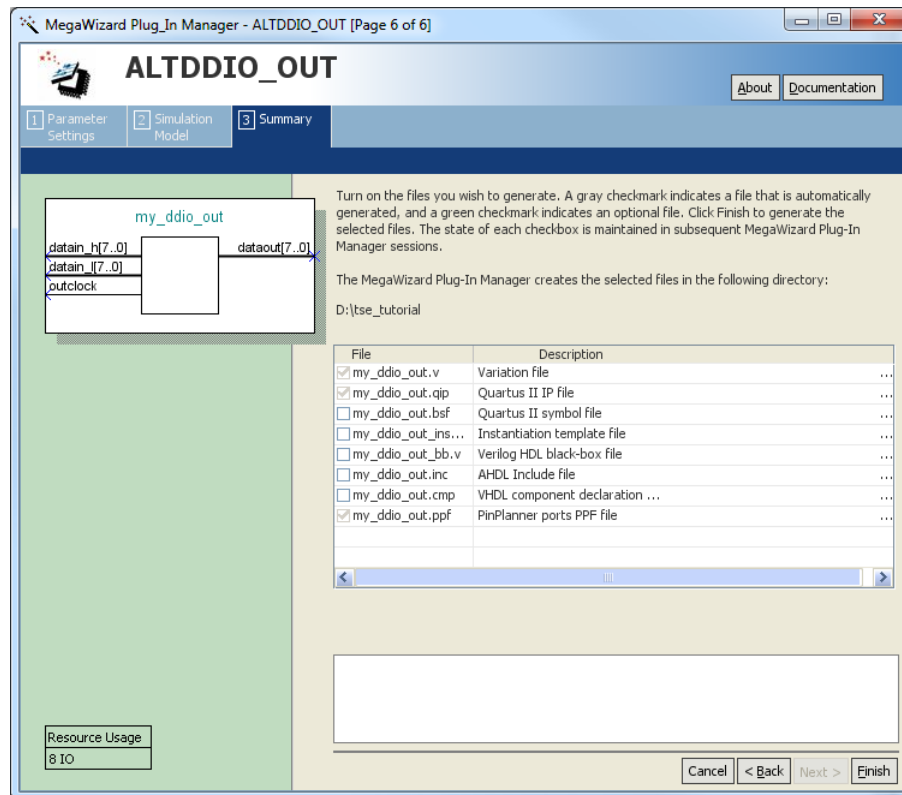 MegaWizard Plug_In Manager - ALTDDIO_OUT [Page 6 of 6]
ALTDDIO_OUT
About
Documentation
1 Parameter Settings
2 Simulation Model
3 Summary
my_ddio_out
datain_h[7..0]
datain_l[7..0]
outclock
dataout[7..0]
Turn on the files you wish to generate. A gray checkmark indicates a file that is automatically
generated, and a green checkmark indicates an optional file. Click Finish to generate the
selected files. The state of each checkbox is maintained in subsequent MegaWizard Plug-In
Manager sessions.
The MegaWizard Plug-In Manager creates the selected files in the following directory:
D:\tse_tutorial
File Description
my_ddio_out.v Variation file ...
my_ddio_out.qip Quartus II IP file ...
my_ddio_out.bsf Quartus II symbol file ...
my_ddio_out_ins... Instantiation template file ...
my_ddio_out_bb.v Verilog HDL black-box file ...
my_ddio_out.inc AHDL Include file ...
my_ddio_out.cmp VHDL component declaration ... ...
my_ddio_out.ppf PinPlanner ports PPF file ...
Resource Usage
8 IO
Cancel
< Back
Next >
Finish